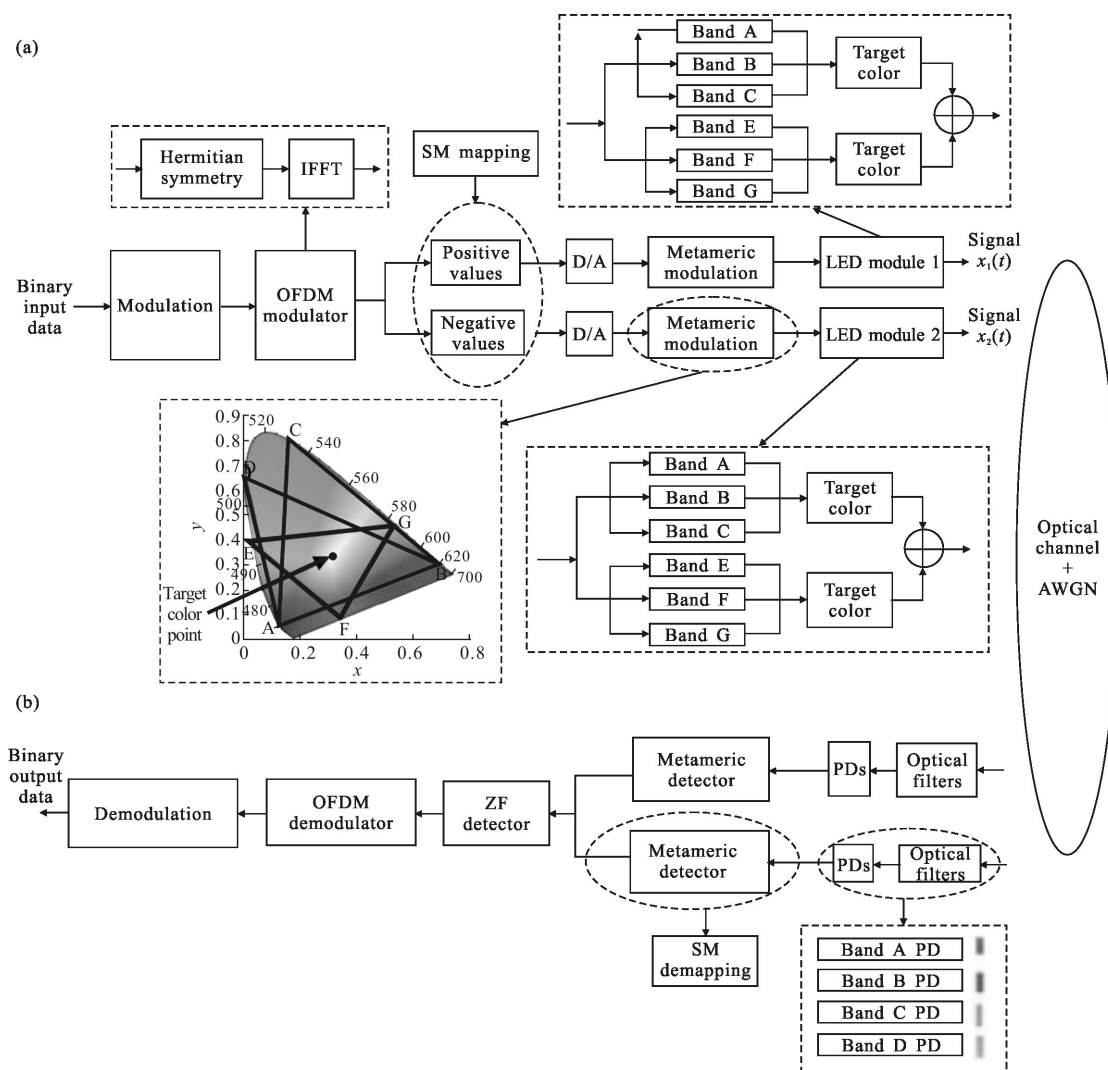 (a)
Band A
Band B
Band C
Band E
Band F
Band G
Target
color
Target
color
Hermitian
symmetry
IFFT
SM mapping
Binary
input
data
Modulation
OFDM
modulator
Positive
values
Negative
values
D/A
D/A
Metameric
modulation
Metameric
modulation
LED module 1
LED module 2
Signal
x₁(t)
Signal
x₂(t)
0.9
0.8
0.7
0.6
0.5
0.4
0.3
0.2
0.1
0
0
0.2
0.4
0.6
0.8
y
x
520
540
560
580
600
620
700
500
490
480
C
D
G
E
B
A
F
Target
color
point
Band A
Band B
Band C
Band E
Band F
Band G
Target
color
Target
color
Optical
channel
+
AWGN
(b)
Binary
output
data
Demodulation
OFDM
demodulator
ZF
detector
Metameric
detector
Metameric
detector
PDs
Optical
filters
PDs
Optical
filters
SM
demapping
Band A PD
Band B PD
Band C PD
Band D PD